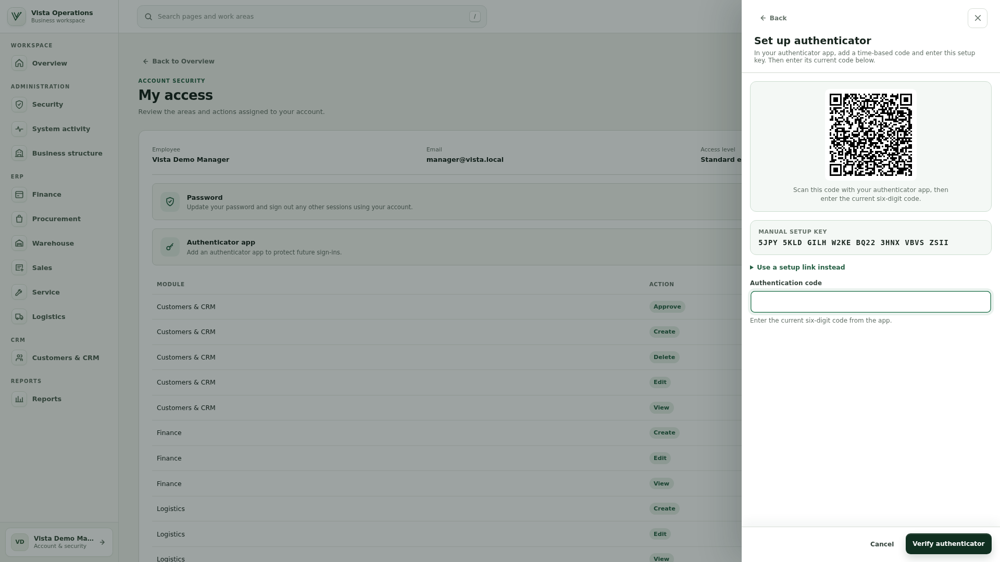 Vista Operations
Business workspace
WORKSPACE
Overview
ADMINISTRATION
Security
System activity
Business structure
ERP
Finance
Procurement
Warehouse
Sales
Service
Logistics
CRM
Customers & CRM
REPORTS
Reports
VD
Vista Demo Ma...
Account & security
Search pages and work areas
/
Back to Overview
ACCOUNT SECURITY
My access
Review the areas and actions assigned to your account.
Employee
Vista Demo Manager
Email
manager@vista.local
Access level
Standard e
Password
Update your password and sign out any other sessions using your account.
Authenticator app
Add an authenticator app to protect future sign-ins.
MODULE ACTION
Customers & CRM Approve
Customers & CRM Create
Customers & CRM Delete
Customers & CRM Edit
Customers & CRM View
Finance Create
Finance Edit
Finance View
Logistics Create
Logistics Edit
Logistics View
Back
Set up authenticator
In your authenticator app, add a time-based code and enter this setup
key. Then enter its current code below.
Scan this code with your authenticator app, then
enter the current six-digit code.
MANUAL SETUP KEY
5JPY 5KLD GILH W2KE BQ22 3HNX VBVS ZSII
Use a setup link instead
Authentication code
Enter the current six-digit code from the app.
Cancel
Verify authenticator